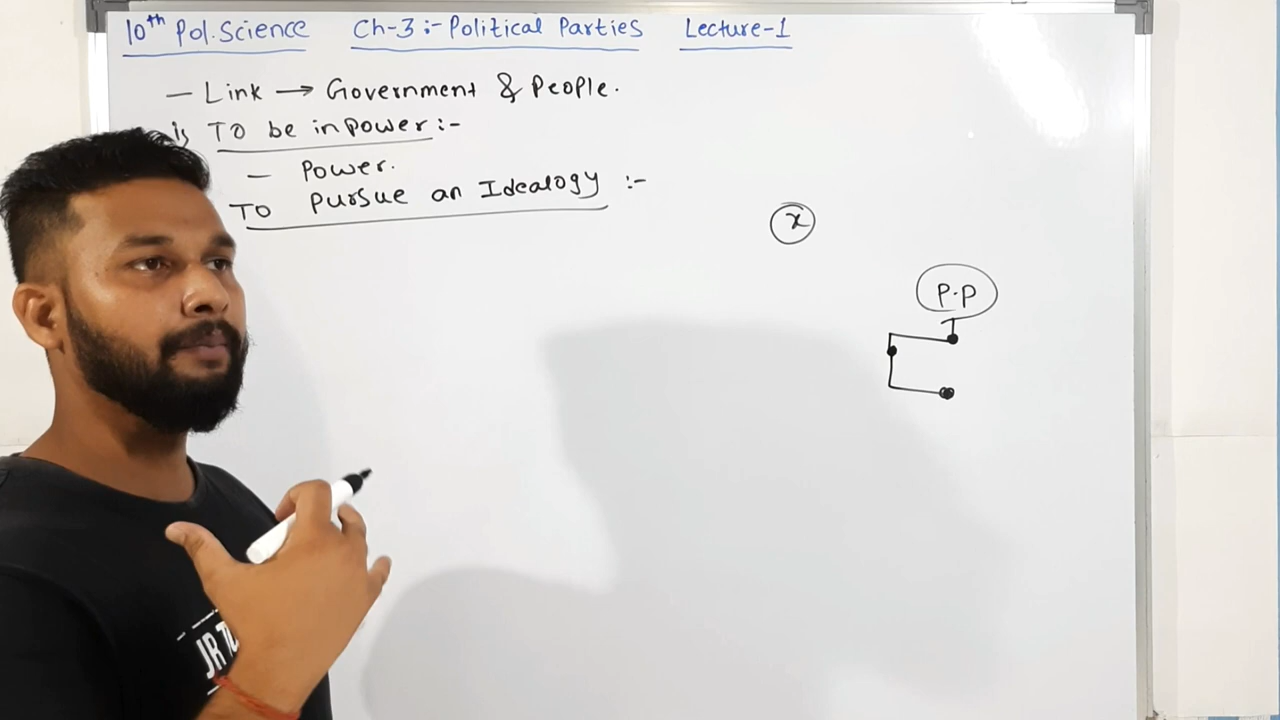 10th Pol. Science Ch-3:- Political Parties Lecture-1
— Link → Government & People.
is To be in power:-
— Power.
To Pursue an Idealogy :-
x
P.P